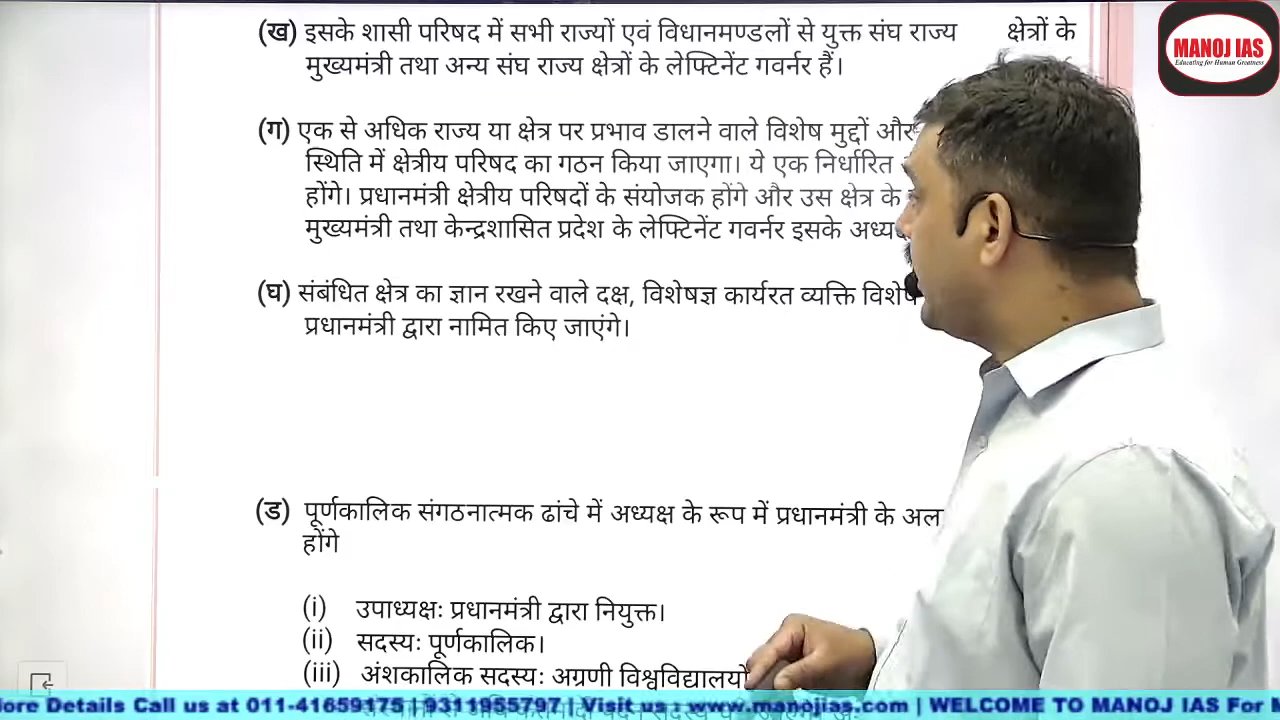 (ख) इसके शासी परिषद में सभी राज्यों एवं विधानमण्डलों से युक्त संघ राज्य क्षेत्रों के
मुख्यमंत्री तथा अन्य संघ राज्य क्षेत्रों के लेफ्टिनेंट गवर्नर हैं।
MANOJ IAS
Educating for Human Greatness
(ग) एक से अधिक राज्य या क्षेत्र पर प्रभाव डालने वाले विशेष मुद्दों और
स्थिति में क्षेत्रीय परिषद का गठन किया जाएगा। ये एक निर्धारित
होंगे। प्रधानमंत्री क्षेत्रीय परिषदों के संयोजक होंगे और उस क्षेत्र के
मुख्यमंत्री तथा केन्द्रशासित प्रदेश के लेफ्टिनेंट गवर्नर इसके
(घ) संबंधित क्षेत्र का ज्ञान रखने वाले दक्ष, विशेषज्ञ कार्यरत व्यक्ति
प्रधानमंत्री द्वारा नामित किए जाएंगे।
(ड) पूर्णकालिक संगठनात्मक ढांचे में अध्यक्ष के रूप में प्रधानमंत्री के
होंगे
(i) उपाध्यक्षः प्रधानमंत्री द्वारा नियुक्त।
(ii) सदस्यः पूर्णकालिक।
(iii) अंशकालिक सदस्यः अग्रणी विश्वविद्यालयों
ore Details Call us at 011-41659175 | 9311955797 | Visit us : www.manojias.com | WELCOME TO MANOJ IAS For